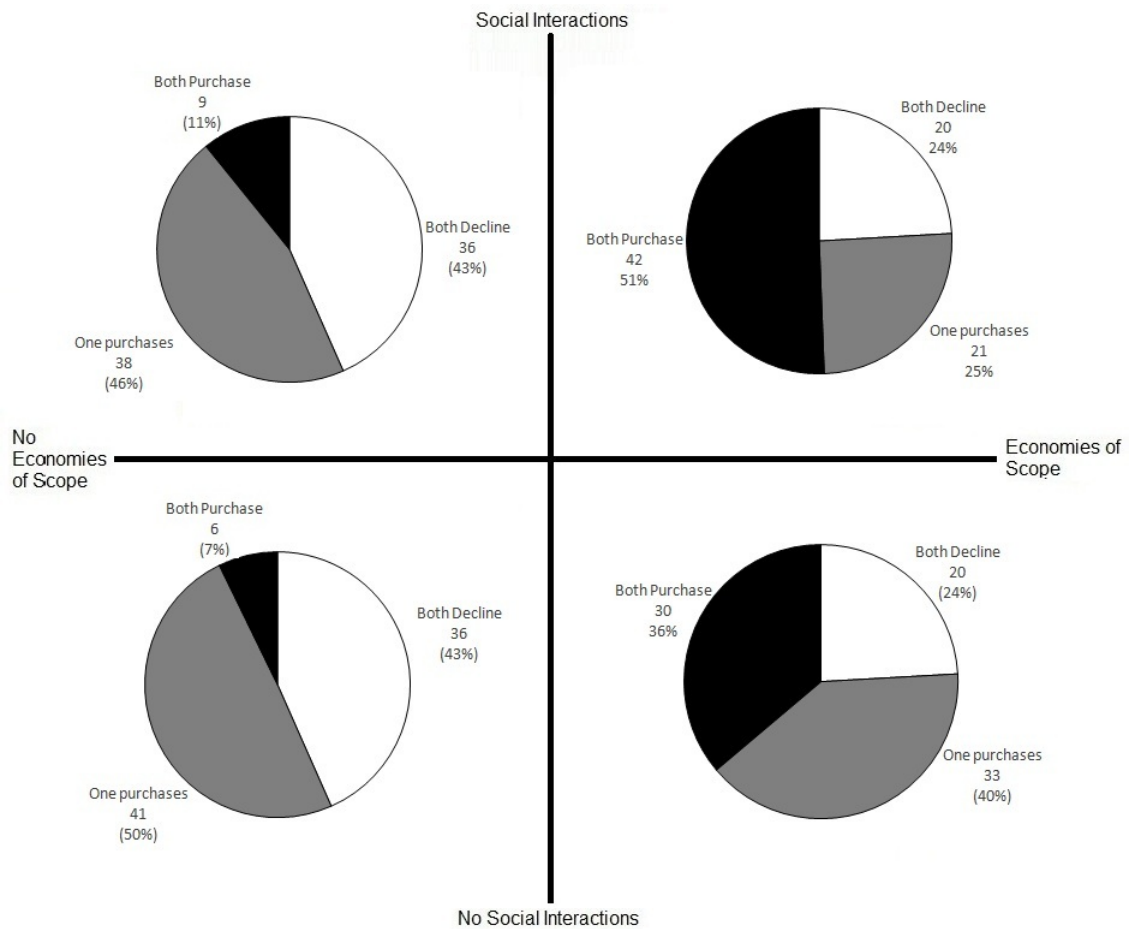 Social Interactions
Both Purchase
9
(11%)
Both Decline
36
(43%)
One purchases
38
(46%)
Both Decline
20
24%
Both Purchase
42
51%
One purchases
21
25%
No
Economies
of Scope
Economies of
Scope
Both Purchase
6
(7%)
Both Decline
36
(43%)
One purchases
41
(50%)
Both Decline
20
(24%)
Both Purchase
30
36%
One purchases
33
(40%)
No Social Interactions